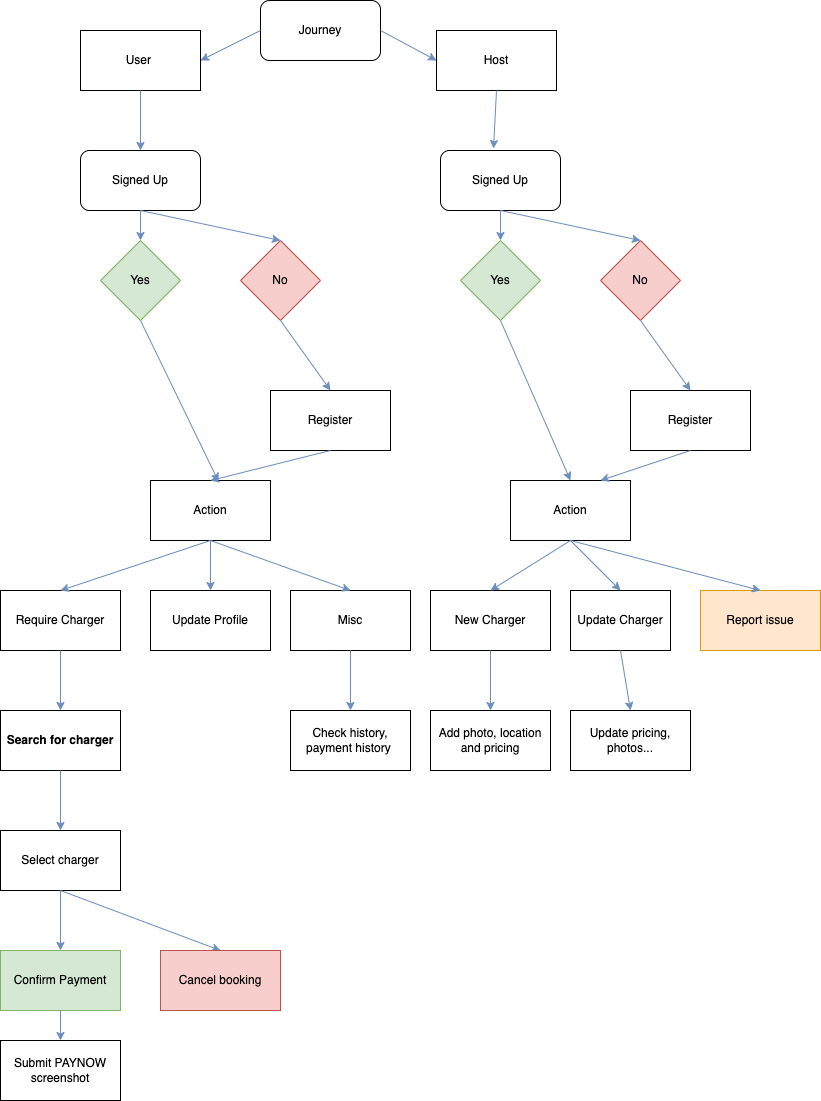 Journey
User
Host
Signed Up
Signed Up
Yes
No
Yes
No
Register
Register
Action
Action
Require Charger
Update Profile
Misc
New Charger
Update Charger
Report issue
Search for charger
Check history,
payment history
Add photo, location
and pricing
Update pricing,
photos...
Select charger
Confirm Payment
Cancel booking
Submit PAYNOW
screenshot